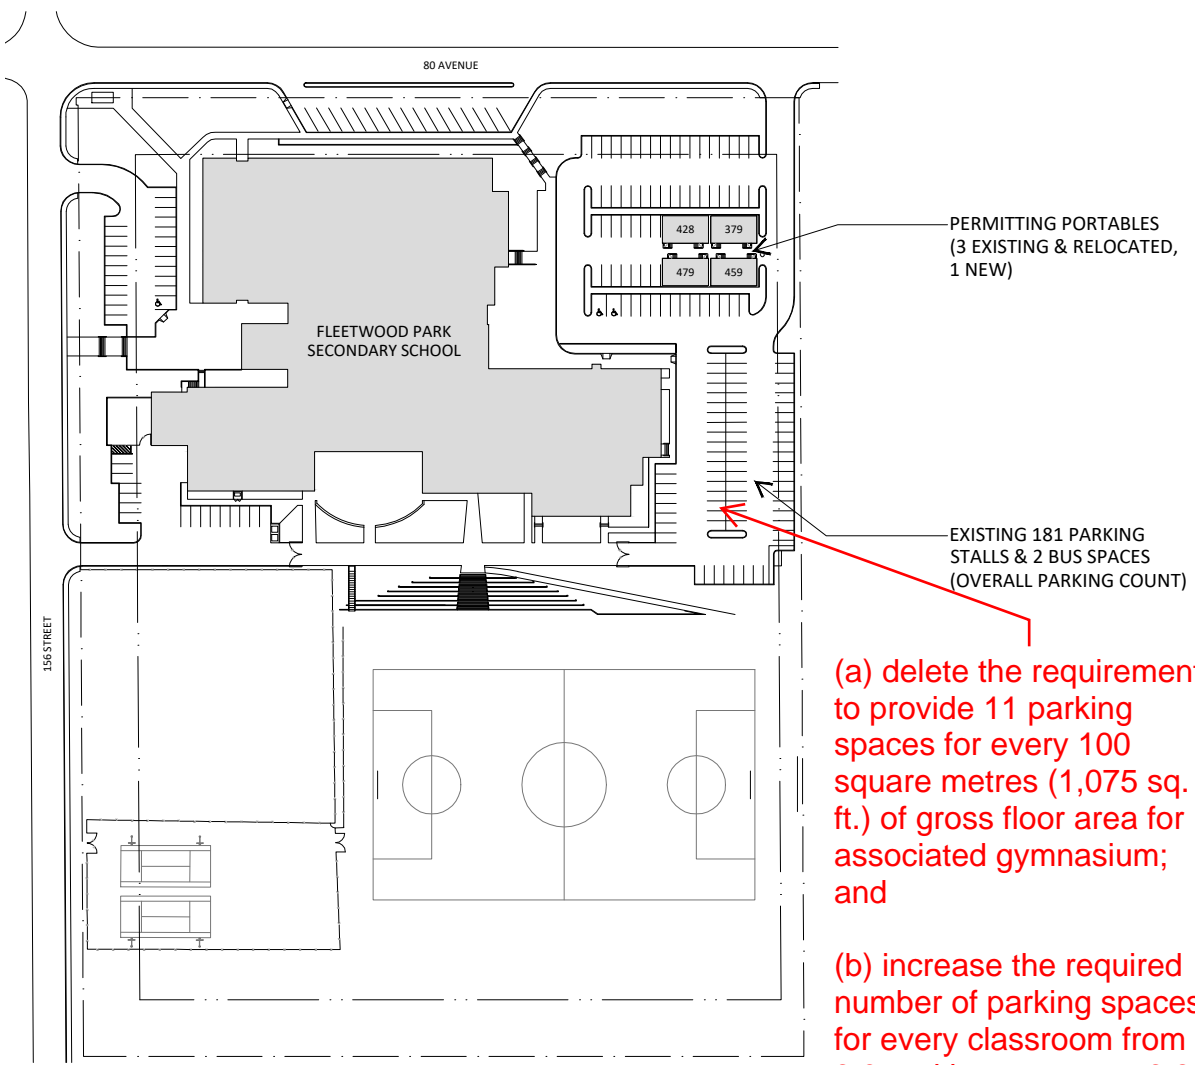 80 AVENUE
428 379
479 459
PERMITTING PORTABLES
(3 EXISTING & RELOCATED,
1 NEW)
FLEETWOOD PARK
SECONDARY SCHOOL
EXISTING 181 PARKING
STALLS & 2 BUS SPACES
(OVERALL PARKING COUNT)
156 STREET
(a) delete the requirement
to provide 11 parking
spaces for every 100
square metres (1,075 sq.
ft.) of gross floor area for
associated gymnasium;
and
(b) increase the required
number of parking spaces
for every classroom from